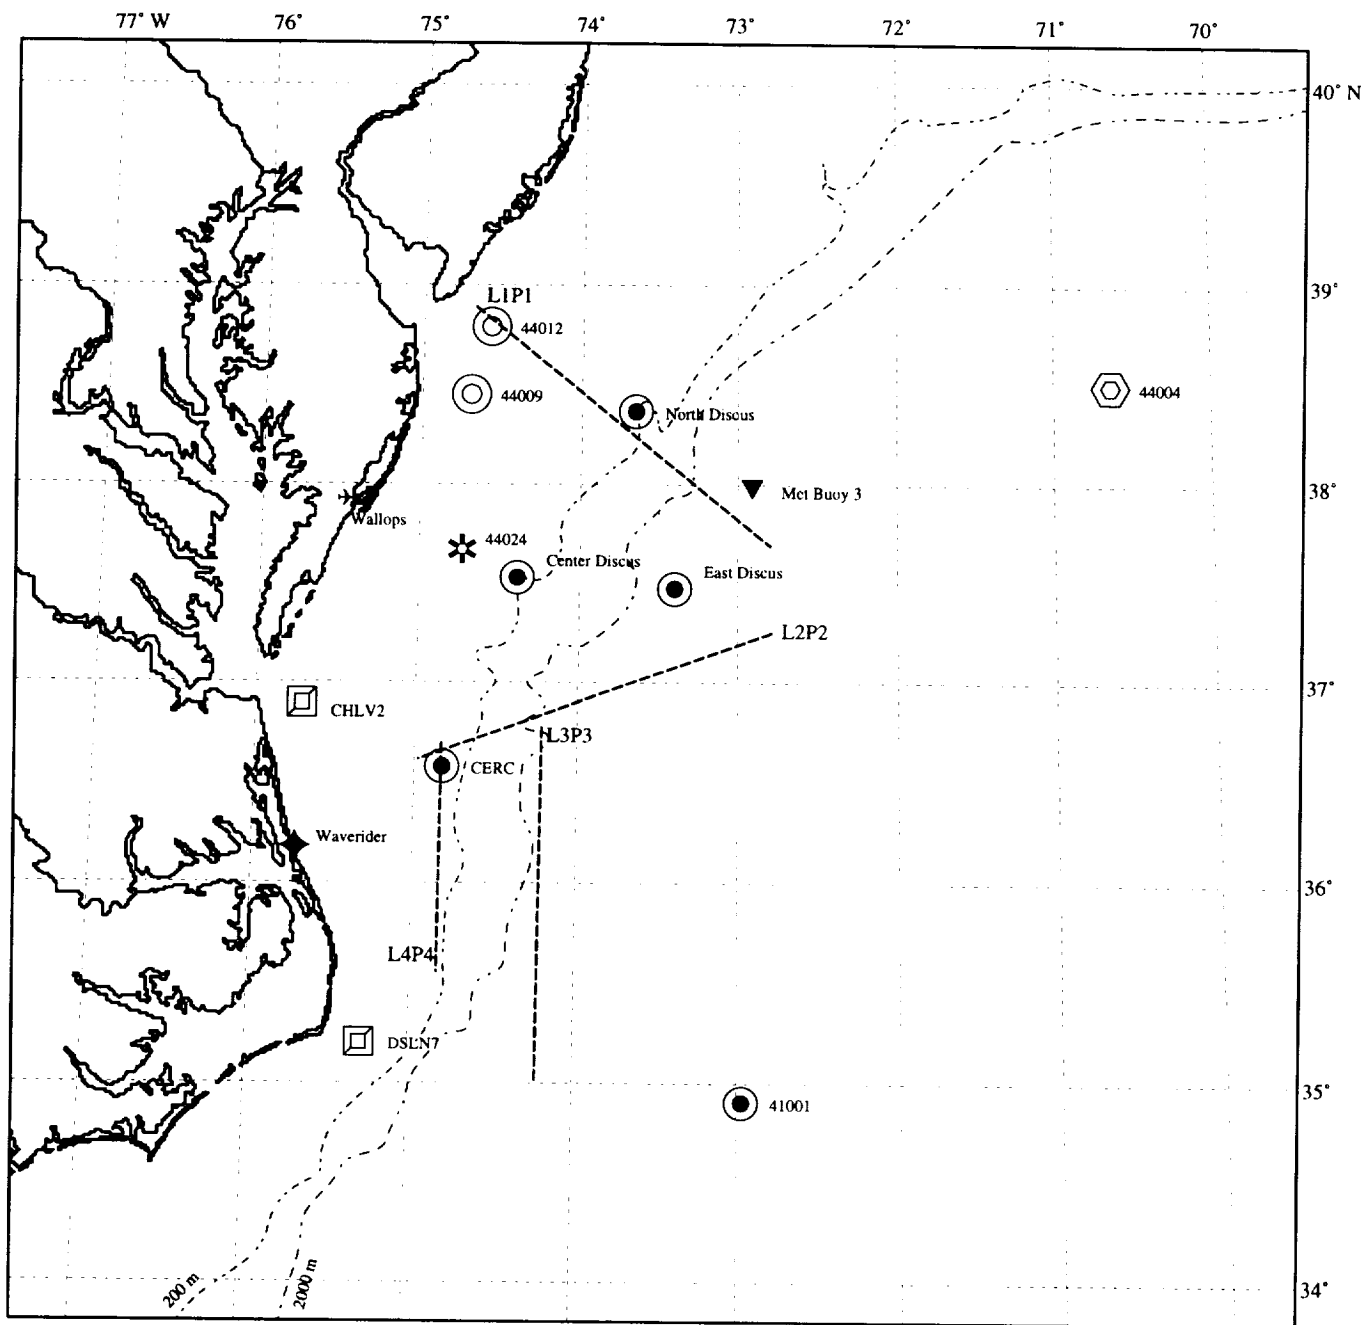 77° W 76° 75° 74° 73° 72° 71° 70°
40° N
39°
L1P1
44012
44009
44004
North Discus
38°
Met Buoy 3
Wallops
44024
Center Discus
East Discus
L2P2
37°
CHLV2
L3P3
CERC
Waverider
36°
L4P4
DSLN7
35°
41001
34°
200 m
2000 m